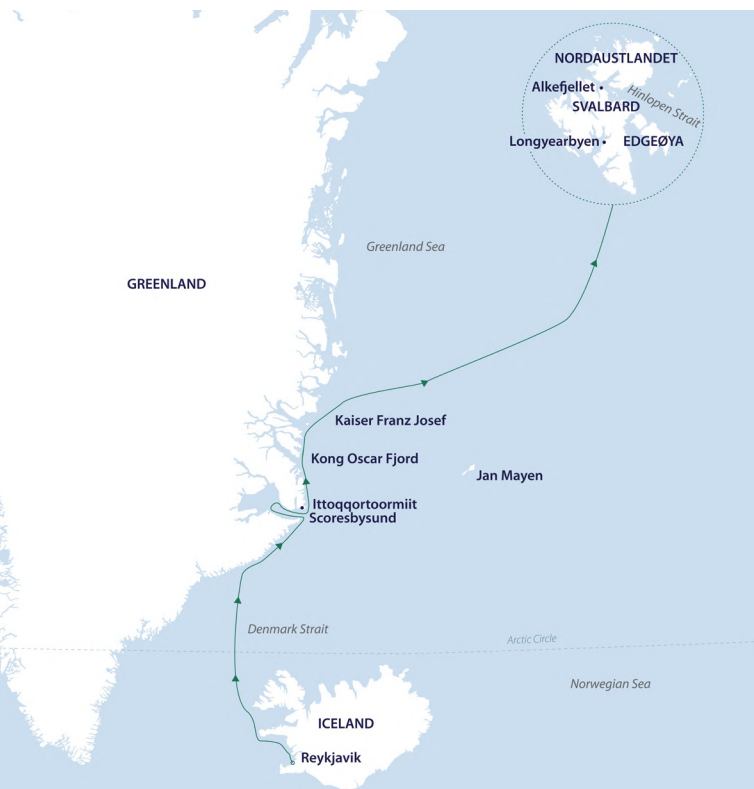 NORDAUSTLANDET
Alkefjellet
Hinlopen Strait
SVALBARD
Longyearbyen
EDGEØYA
Greenland Sea
GREENLAND
Kaiser Franz Josef
Kong Oscar Fjord
Jan Mayen
Ittoqqortoormiit
Scoresbysund
Denmark Strait
Arctic Circle
Norwegian Sea
ICELAND
Reykjavik